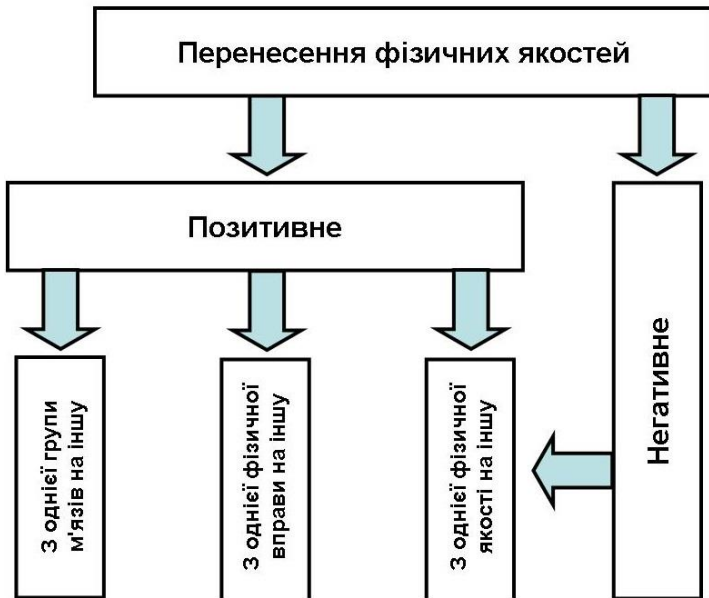 Перенесення фізичних якостей
Позитивне
Негативне
З однієї групи
м'язів на іншу
З однієї фізичної
вправи на іншу
З однієї фізичної
якості на іншу